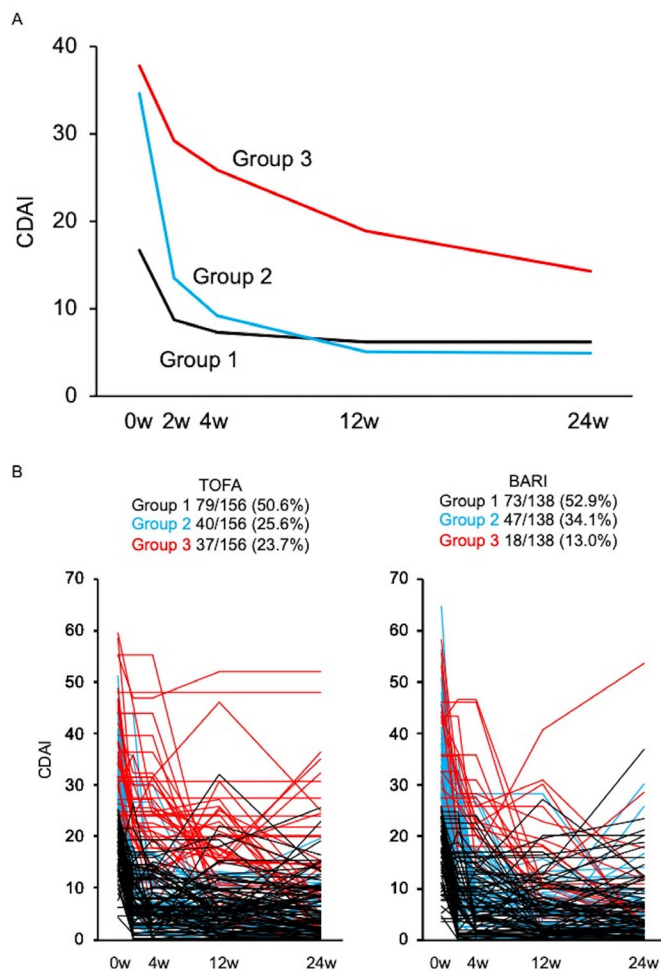 A
40
30
20
10
0
CDAI
Group 3
Group 2
Group 1
0w 2w 4w 12w 24w
B
TOFA
Group 1 79/156 (50.6%)
Group 2 40/156 (25.6%)
Group 3 37/156 (23.7%)
BARI
Group 1 73/138 (52.9%)
Group 2 47/138 (34.1%)
Group 3 18/138 (13.0%)
70
60
50
40
30
20
10
0
CDAI
0w 4w 12w 24w
70
60
50
40
30
20
10
0
0w 4w 12w 24w